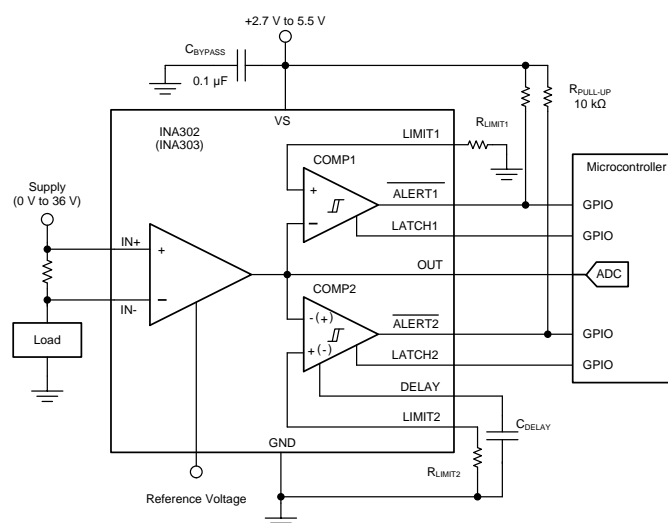 +2.7 V to 5.5 V
CBYPASS
0.1 µF
RPULL-UP
10 kΩ
VS
INA302
(INA303)
LIMIT1
RLIMIT1
COMP1
Microcontroller
Supply
(0 V to 36 V)
ALERT1
GPIO
+
−
LATCH1
GPIO
IN+
+
OUT
ADC
−
COMP2
IN-
-(+)
ALERT2
GPIO
Load
+(-)
LATCH2
GPIO
DELAY
CDELAY
LIMIT2
GND
RLIMIT2
Reference Voltage